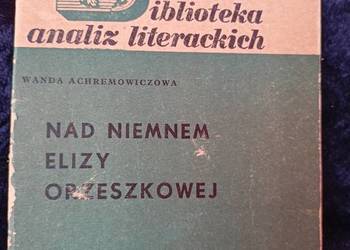 Biblioteka
analiz literackich
WANDA ACHREMOWICZOWA
NAD NIEMNEM
ELIZY
ORZESZKOWEJ